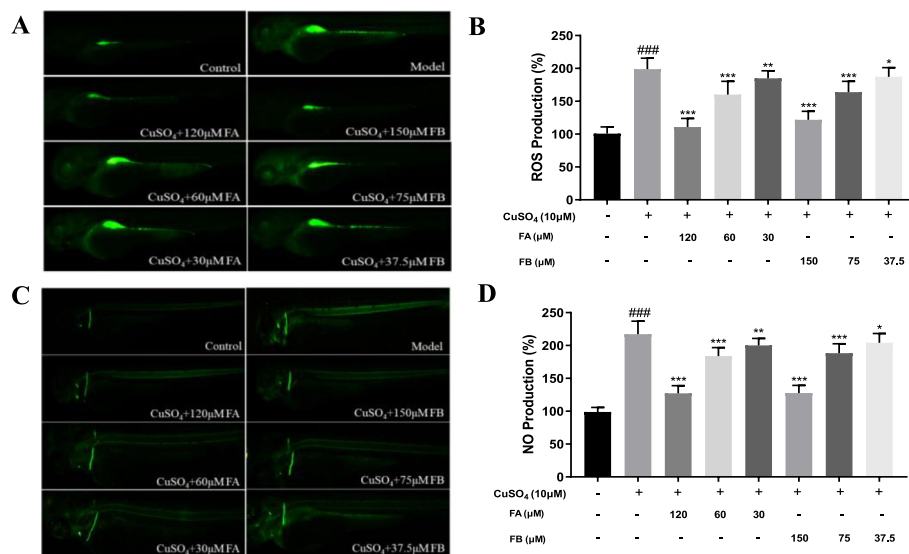 A
Control
Model
CuSO₄+120μM FA
CuSO₄+150μM FB
CuSO₄+60μM FA
CuSO₄+75μM FB
CuSO₄+30μM FA
CuSO₄+37.5μM FB
B
ROS Production (%)
250
200
150
100
50
0
###
***
***
**
***
***
*
CuSO₄ (10μM) - + + + + + + +
FA (μM) - - 120 60 30 - - -
FB (μM) - - - - - 150 75 37.5
C
Control
Model
CuSO₄+120μM FA
CuSO₄+150μM FB
CuSO₄+60μM FA
CuSO₄+75μM FB
CuSO₄+30μM FA
CuSO₄+37.5μM FB
D
NO Production (%)
250
200
150
100
50
0
###
***
***
**
***
***
*
CuSO₄ (10μM) - + + + + + + +
FA (μM) - - 120 60 30 - - -
FB (μM) - - - - - 150 75 37.5